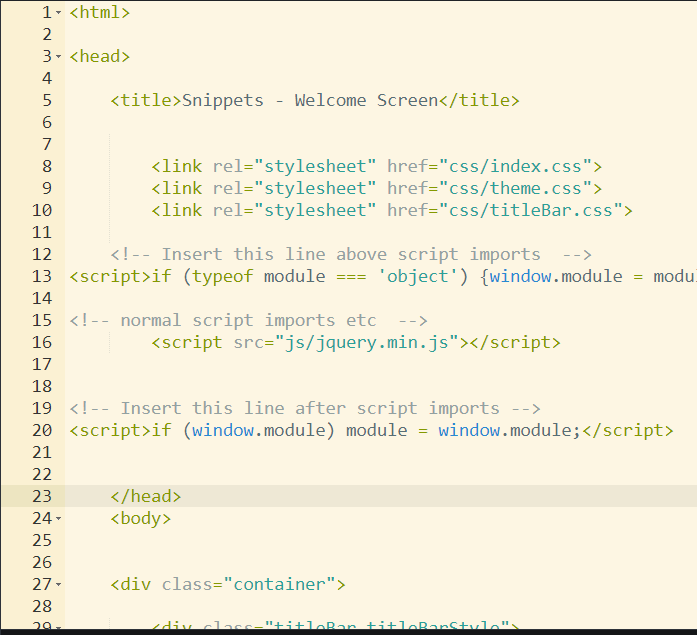 1 <html>
2
3 <head>
4
5 <title>Snippets - Welcome Screen</title>
6
7
8 <link rel="stylesheet" href="css/index.css">
9 <link rel="stylesheet" href="css/theme.css">
10 <link rel="stylesheet" href="css/titleBar.css">
11
12 <!-- Insert this line above script imports  -->
13 <script>if (typeof module === 'object') {window.module = modu
14
15 <!-- normal script imports etc  -->
16 <script src="js/jquery.min.js"></script>
17
18
19 <!-- Insert this line after script imports -->
20 <script>if (window.module) module = window.module;</script>
21
22
23 </head>
24 <body>
25
26
27 <div class="container">
28
29 <div class="titleBar titleBarStyle">